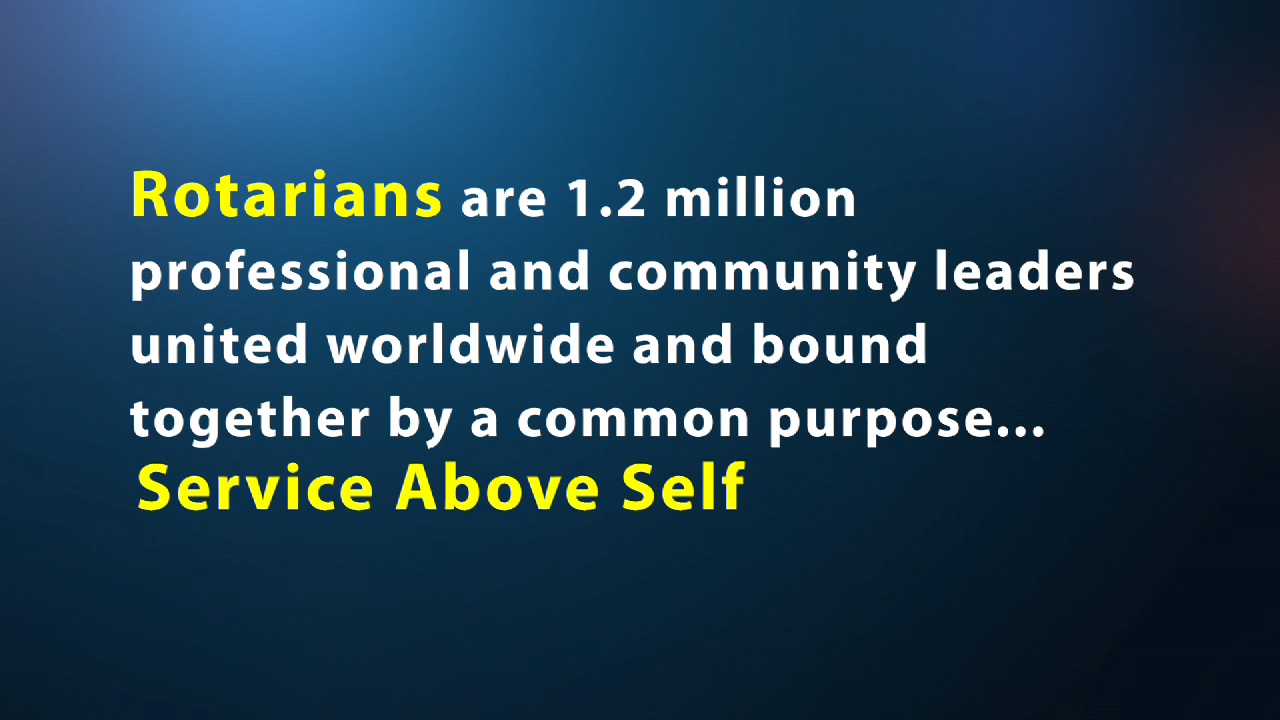 Rotarians are 1.2 million
professional and community leaders
united worldwide and bound
together by a common purpose...
Service Above Self